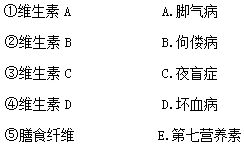 ①维生素 A A.脚气病
②维生素 B B.佝偻病
③维生素 C C.夜盲症
④维生素 D D.坏血病
⑤膳食纤维 E.第七营养素